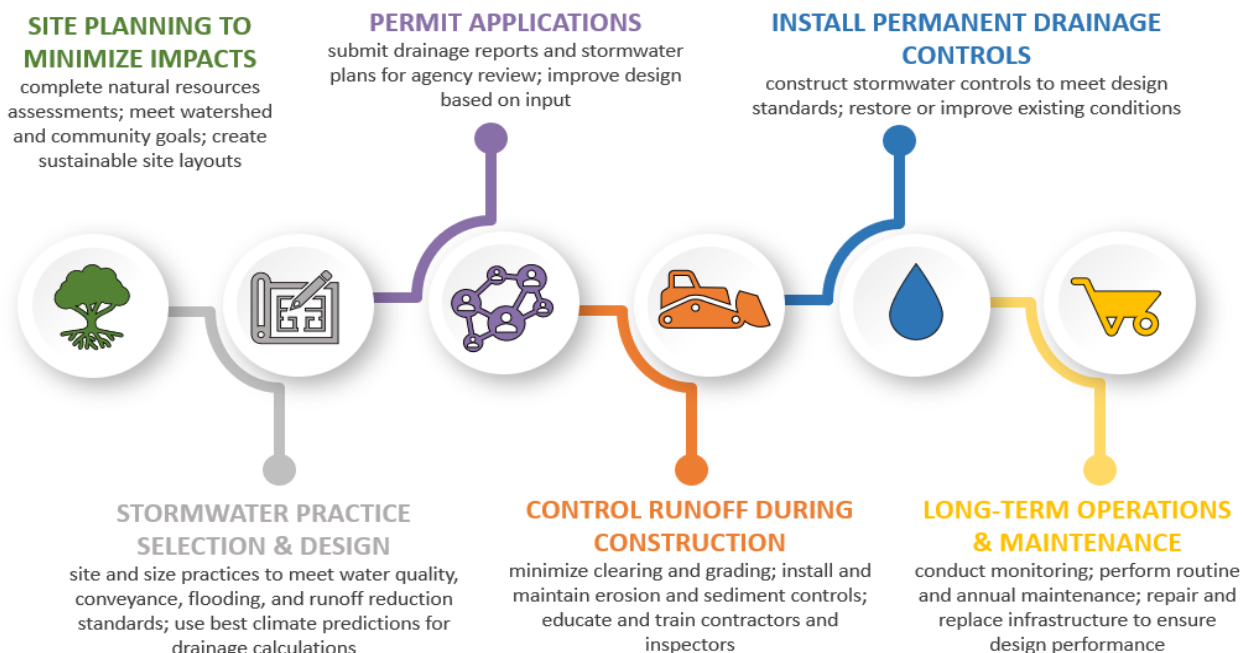 SITE PLANNING TO
MINIMIZE IMPACTS
complete natural resources
assessments; meet watershed
and community goals; create
sustainable site layouts
STORMWATER PRACTICE
SELECTION & DESIGN
site and size practices to meet water quality,
conveyance, flooding, and runoff reduction
standards; use best climate predictions for
drainage calculations
PERMIT APPLICATIONS
submit drainage reports and stormwater
plans for agency review; improve design
based on input
CONTROL RUNOFF DURING
CONSTRUCTION
minimize clearing and grading; install and
maintain erosion and sediment controls;
educate and train contractors and
inspectors
INSTALL PERMANENT DRAINAGE
CONTROLS
construct stormwater controls to meet design
standards; restore or improve existing conditions
LONG-TERM OPERATIONS
& MAINTENANCE
conduct monitoring; perform routine
and annual maintenance; repair and
replace infrastructure to ensure
design performance